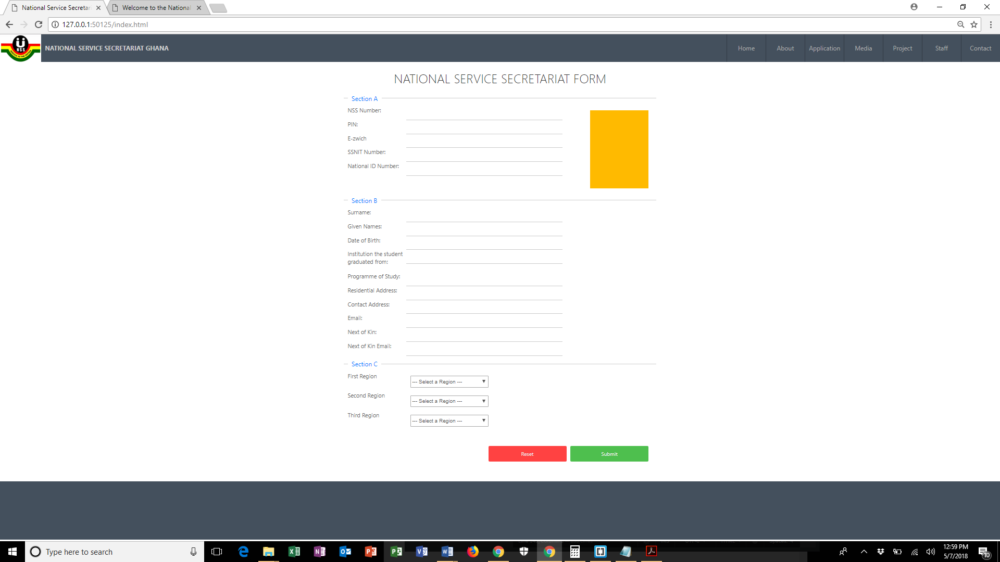 National Service Secretar
Welcome to the National
127.0.0.1:50125/index.html
Ü
NSS
NATIONAL SERVICE SECRETARIAT GHANA
Home
About
Application
Media
Project
Staff
Contact
NATIONAL SERVICE SECRETARIAT FORM
Section A
NSS Number:
PIN:
E-zwich
SSNIT Number:
National ID Number:
Section B
Surname:
Given Names:
Date of Birth:
Institution the student
graduated from:
Programme of Study:
Residential Address:
Contact Address:
Email:
Next of Kin:
Next of Kin Email:
Section C
First Region
--- Select a Region ---
Second Region
--- Select a Region ---
Third Region
--- Select a Region ---
Reset
Submit
Type here to search
12:59 PM
5/7/2018
10